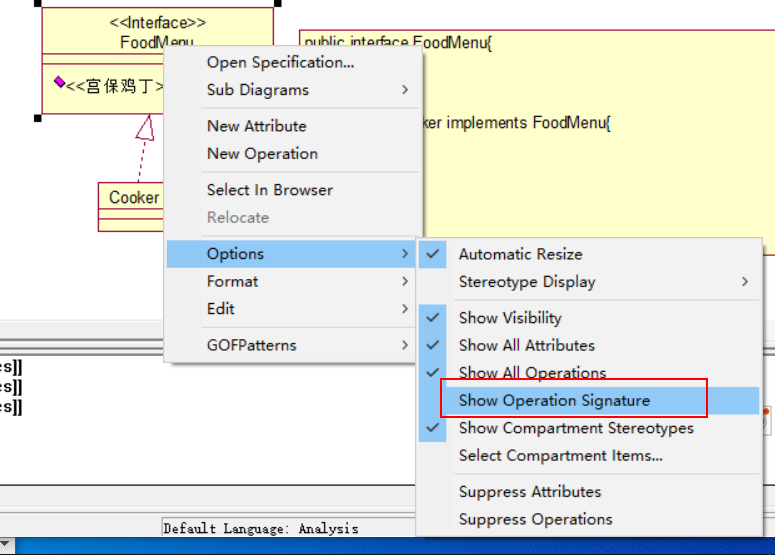 <<Interface>>
FoodMenu
<<宫保鸡丁>
Cooker
public interface FoodMenu{
ker implements FoodMenu{
Open Specification...
Sub Diagrams
New Attribute
New Operation
Select In Browser
Relocate
Options
Format
Edit
GOFPatterns
Automatic Resize
Stereotype Display
Show Visibility
Show All Attributes
Show All Operations
Show Operation Signature
Show Compartment Stereotypes
Select Compartment Items...
Suppress Attributes
Suppress Operations
es]]
es]]
es]]
Default Language: Analysis